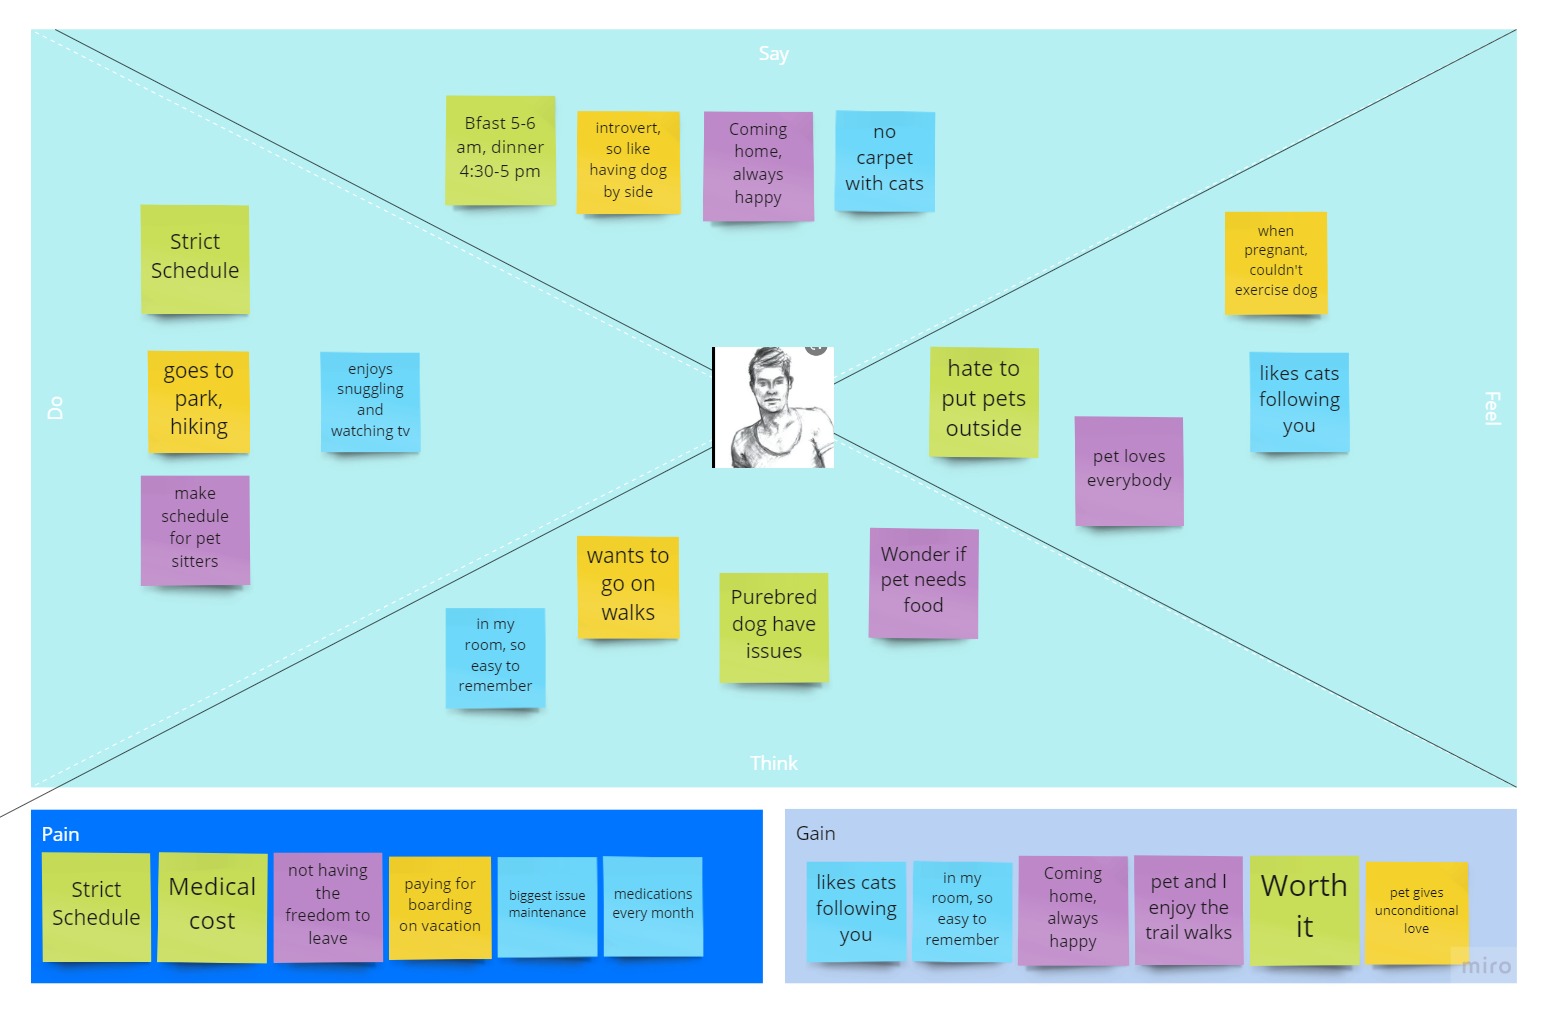 Say
Bfast 5-6
am, dinner
4:30-5 pm
introvert,
so like
having dog
by side
Coming
home,
always
happy
no
carpet
with cats
Do
Strict
Schedule
goes to
park,
hiking
enjoys
snuggling
and
watching tv
make
schedule
for pet
sitters
Feel
when
pregnant,
couldn't
exercise dog
hate to
put pets
outside
likes cats
following
you
pet loves
everybody
in my
room, so
easy to
remember
wants to
go on
walks
Purebred
dog have
issues
Wonder if
pet needs
food
Think
Pain
Strict
Schedule
Medical
cost
not having
the
freedom to
leave
paying for
boarding
on vacation
biggest issue
maintenance
medications
every month
Gain
likes cats
following
you
in my
room, so
easy to
remember
Coming
home,
always
happy
pet and I
enjoy the
trail walks
Worth
it
pet gives
unconditional
love
miro